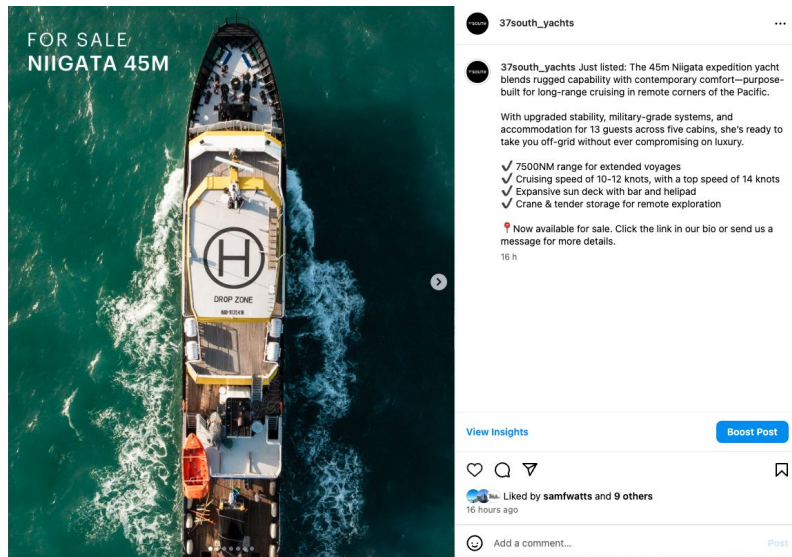 FOR SALE
NIIGATA 45M
H
DROP ZONE
37south_yachts
37south_yachts Just listed: The 45m Niigata expedition yacht
blends rugged capability with contemporary comfort—purpose-
built for long-range cruising in remote corners of the Pacific.
With upgraded stability, military-grade systems, and
accommodation for 13 guests across five cabins, she's ready to
take you off-grid without ever compromising on luxury.
✔ 7500NM range for extended voyages
✔ Cruising speed of 10-12 knots, with a top speed of 14 knots
✔ Expansive sun deck with bar and helipad
✔ Crane & tender storage for remote exploration
📍Now available for sale. Click the link in our bio or send us a
message for more details.
16 h
View Insights
Boost Post
Liked by samfwatts and 9 others
16 hours ago
Add a comment...
Post